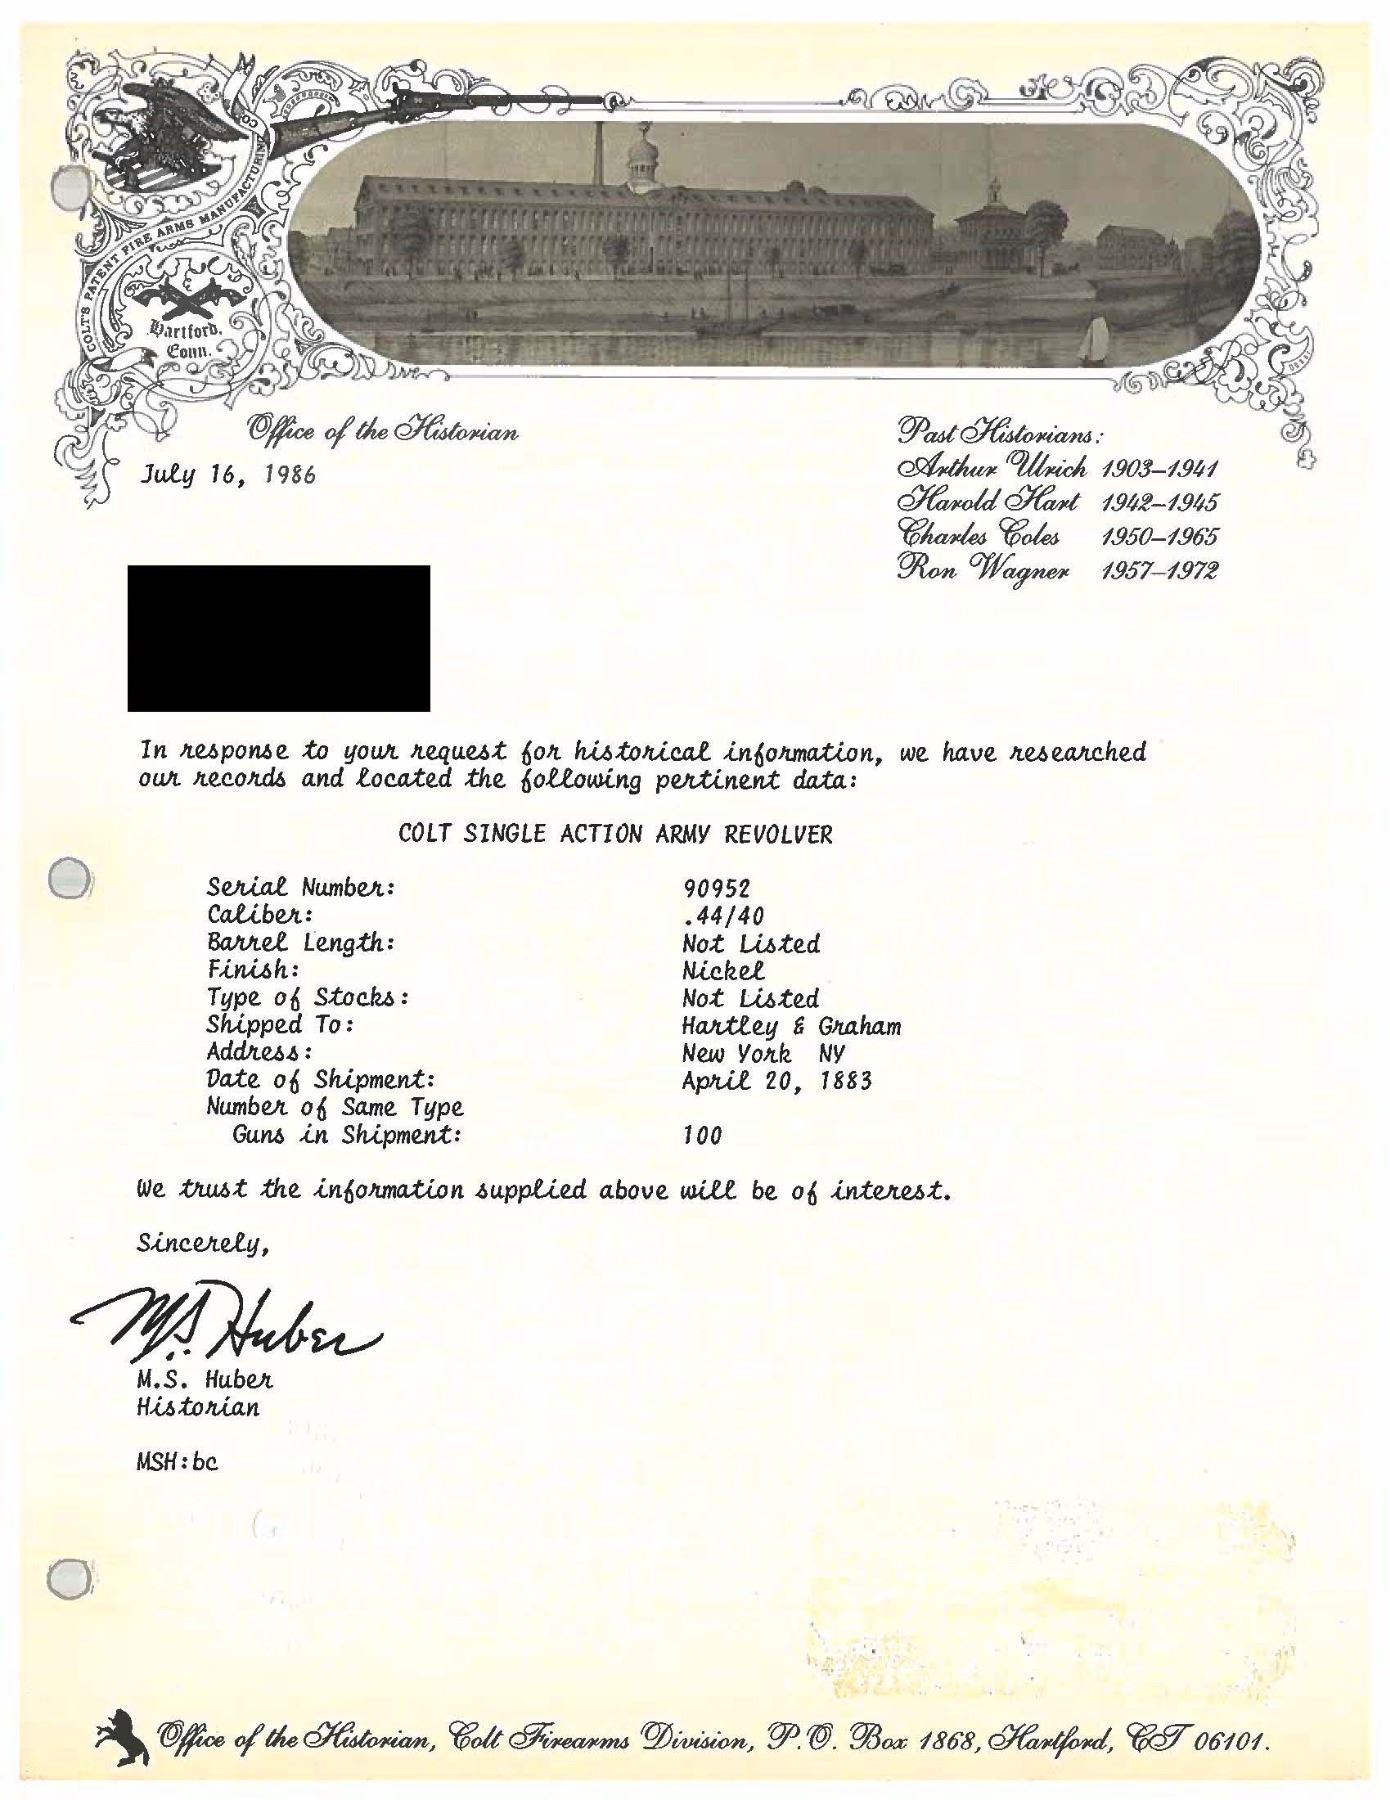 COLT'S PATENT FIRE ARMS MANUFACTURING CO
Hartford.
Conn.
Office of the Historian
July 16, 1986
Past Historians:
Arthur Ulrich 1903–1941
Harold Hart 1942–1945
Charles Coles 1950–1965
Ron Wagner 1957–1972
In response to your request for historical information, we have researched
our records and located the following pertinent data:
COLT SINGLE ACTION ARMY REVOLVER
Serial Number: 90952
Caliber: .44/40
Barrel Length: Not Listed
Finish: Nickel
Type of Stocks: Not Listed
Shipped To: Hartley & Graham
Address: New York NY
Date of Shipment: April 20, 1883
Number of Same Type
Guns in Shipment: 100
We trust the information supplied above will be of interest.
Sincerely,
M.S. Huber
M.S. Huber
Historian
MSH:bc
Office of the Historian, Colt Firearms Division, P.O. Box 1868, Hartford, CT 06101.